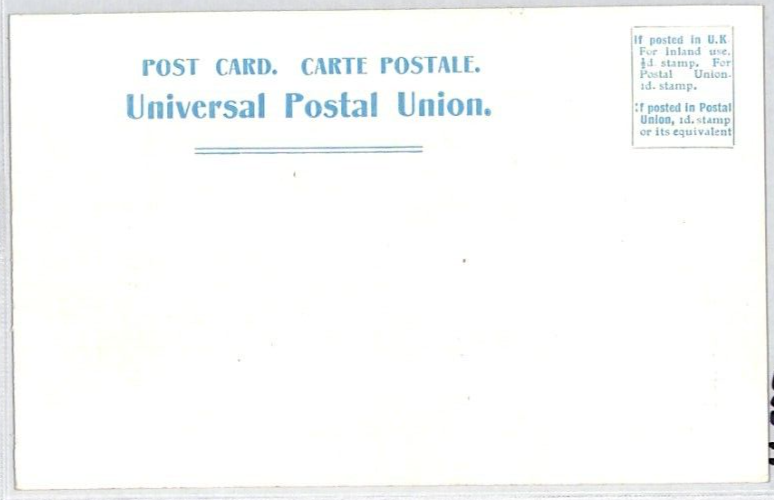 POST CARD. CARTE POSTALE.
Universal Postal Union.
If posted in U.K.
For inland use,
½d stamp. For
Postal Union-
1d. stamp.
If posted in Postal
Union, 1d. stamp
or its equivalent